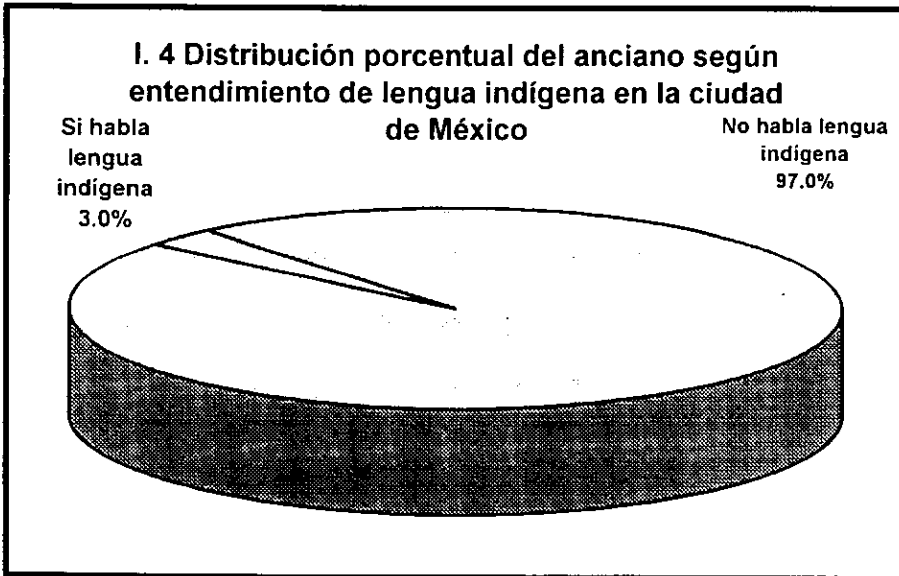 I. 4 Distribución porcentual del anciano según
entendimiento de lengua indígena en la ciudad
de México
Si habla
lengua
indígena
3.0%
No habla lengua
indígena
97.0%